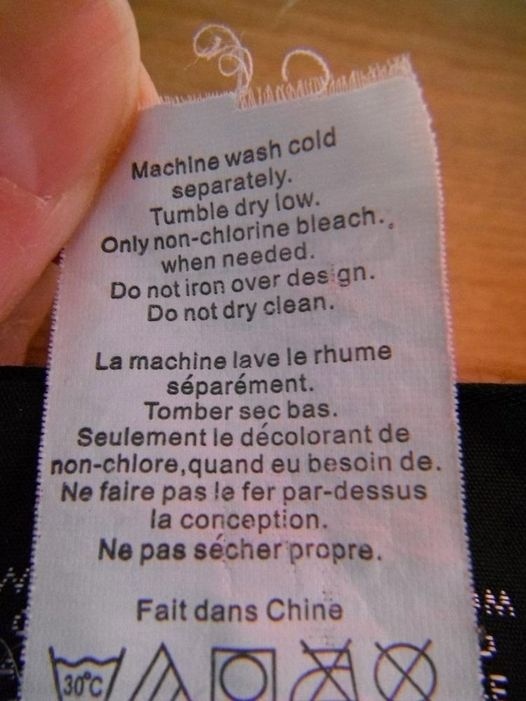 Machine wash cold
separately.
Tumble dry low.
Only non-chlorine bleach.
when needed.
Do not iron over design.
Do not dry clean.
La machine lave le rhume
séparément.
Tomber sec bas.
Seulement le décolorant de
non-chlore,quand eu besoin de.
Ne faire pas le fer par-dessus
la conception.
Ne pas sécher propre.
Fait dans Chine
30°C